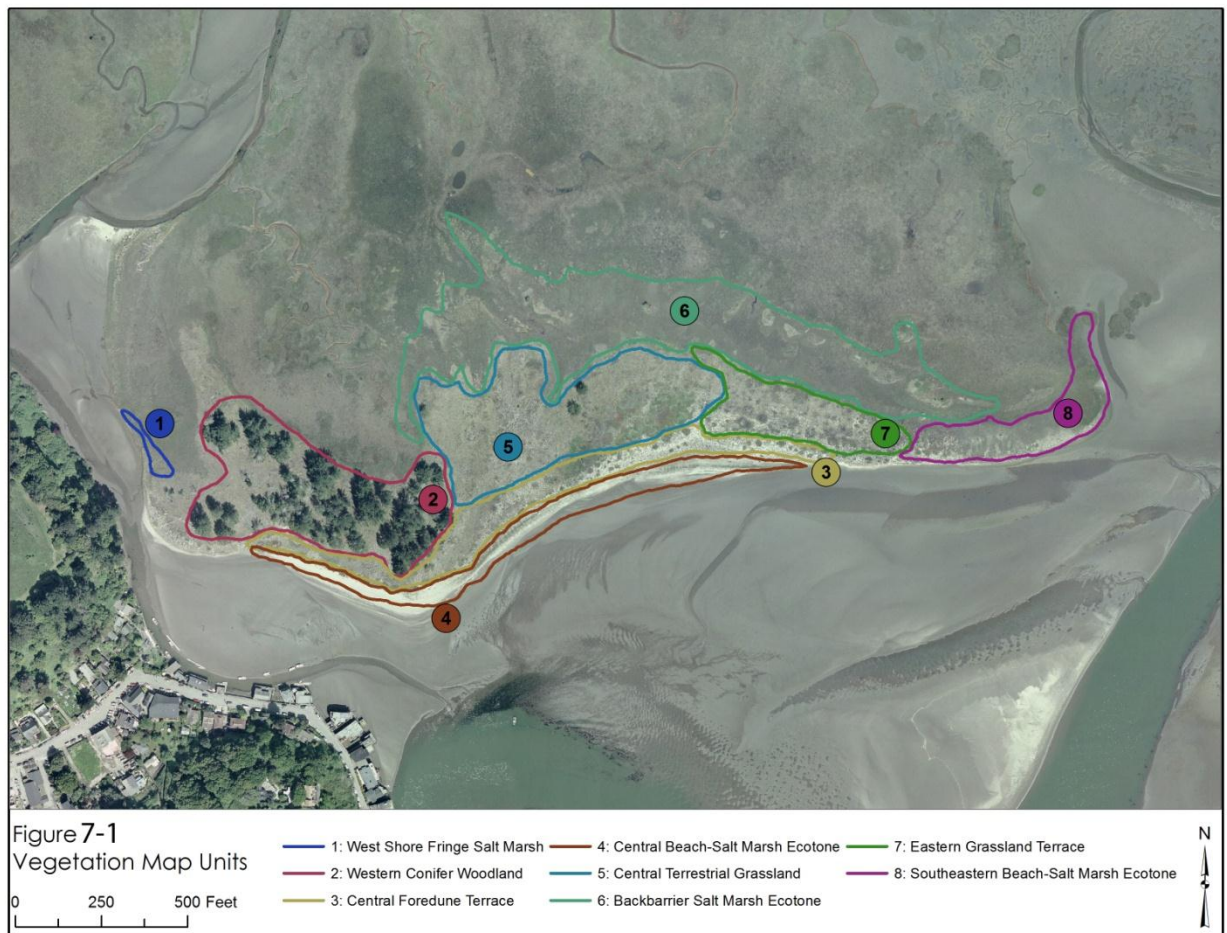 1
2
3
4
5
6
7
8
Figure 7-1
Vegetation Map Units
0 250 500 Feet
1: West Shore Fringe Salt Marsh
2: Western Conifer Woodland
3: Central Foredune Terrace
4: Central Beach-Salt Marsh Ecotone
5: Central Terrestrial Grassland
6: Backbarrier Salt Marsh Ecotone
7: Eastern Grassland Terrace
8: Southeastern Beach-Salt Marsh Ecotone
N